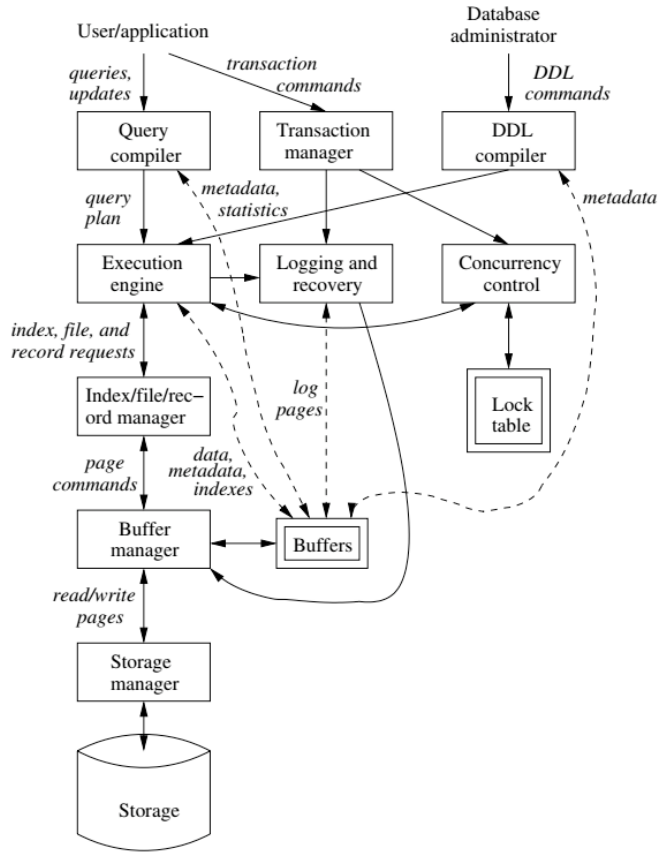 User/application
Database
administrator
transaction
commands
queries,
updates
DDL
commands
Query
compiler
Transaction
manager
DDL
compiler
query
plan
metadata,
statistics
metadata
Execution
engine
Logging and
recovery
Concurrency
control
index, file, and
record requests
log
pages
Index/file/rec-
ord manager
Lock
table
page
commands
data,
metadata,
indexes
Buffer
manager
Buffers
read/write
pages
Storage
manager
Storage